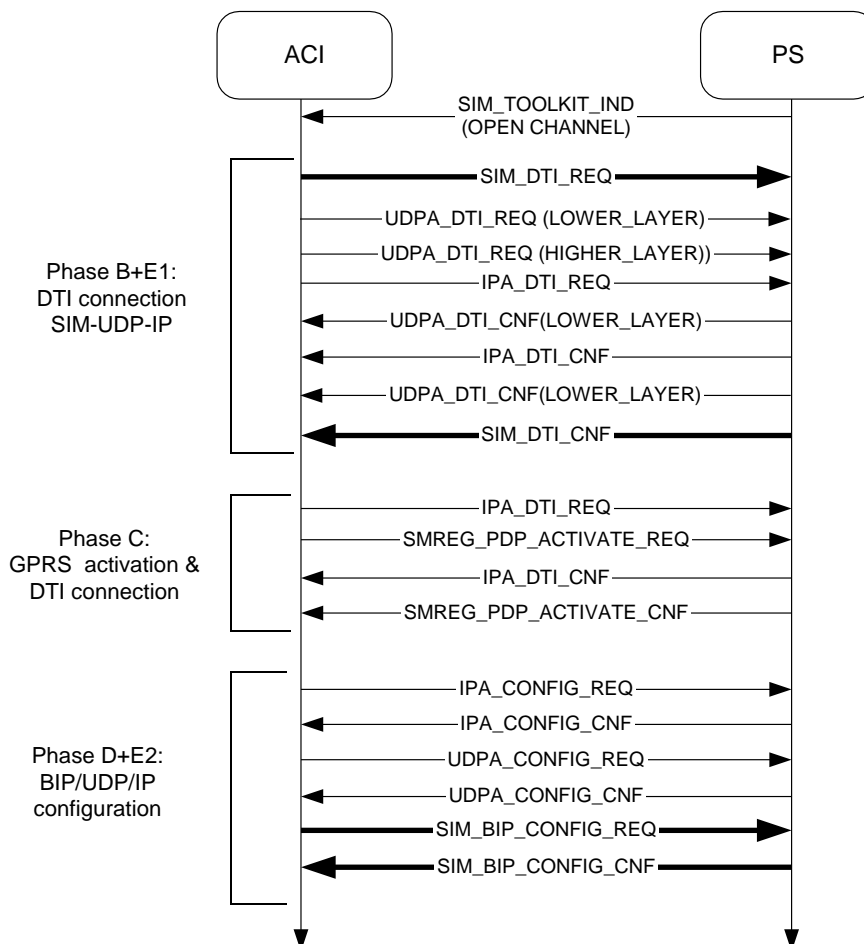 ACI
PS
SIM_TOOLKIT_IND
(OPEN CHANNEL)
SIM_DTI_REQ
UDPA_DTI_REQ (LOWER_LAYER)
UDPA_DTI_REQ (HIGHER_LAYER))
IPA_DTI_REQ
UDPA_DTI_CNF(LOWER_LAYER)
IPA_DTI_CNF
UDPA_DTI_CNF(LOWER_LAYER)
SIM_DTI_CNF
Phase B+E1:
DTI connection
SIM-UDP-IP
IPA_DTI_REQ
SMREG_PDP_ACTIVATE_REQ
IPA_DTI_CNF
SMREG_PDP_ACTIVATE_CNF
Phase C:
GPRS activation &
DTI connection
IPA_CONFIG_REQ
IPA_CONFIG_CNF
UDPA_CONFIG_REQ
UDPA_CONFIG_CNF
SIM_BIP_CONFIG_REQ
SIM_BIP_CONFIG_CNF
Phase D+E2:
BIP/UDP/IP
configuration